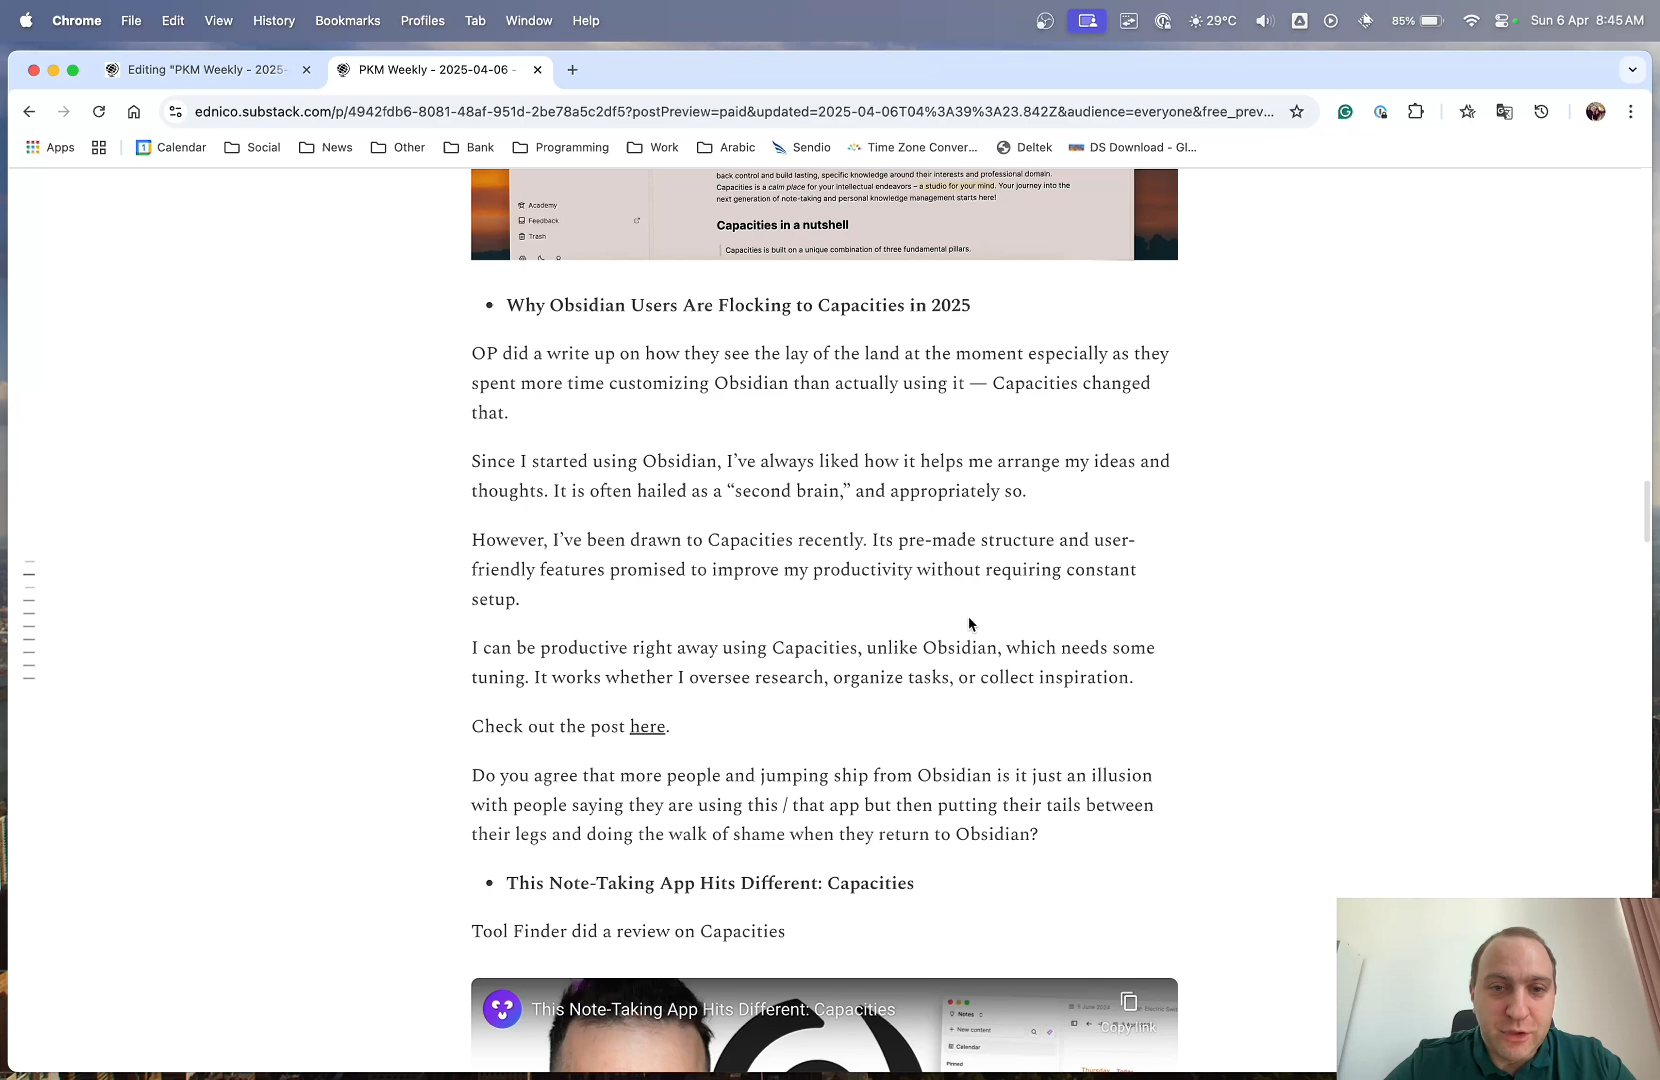 Chrome File Edit View History Bookmarks Profiles Tab Window Help 29°C 85% Sun 6 Apr 8:45 AM
Editing "PKM Weekly - 2025-
PKM Weekly - 2025-04-06 -
ednico.substack.com/p/4942fdb6-8081-48af-951d-2be78a5c2df5?postPreview=paid&updated=2025-04-06T04%3A39%3A23.842Z&audience=everyone&free_prev...
Apps Calendar Social News Other Bank Programming Work Arabic Sendio Time Zone Conver... Deltek DS Download - Gl...
back control and build lasting, specific knowledge around their interests and professional domain.
Capacities is a calm place for your intellectual endeavors – a studio for your mind. Your journey into the
next generation of note-taking and personal knowledge management starts here!
Academy
Feedback
Trash
Capacities in a nutshell
Capacities is built on a unique combination of three fundamental pillars.
• Why Obsidian Users Are Flocking to Capacities in 2025
OP did a write up on how they see the lay of the land at the moment especially as they
spent more time customizing Obsidian than actually using it — Capacities changed
that.
Since I started using Obsidian, I’ve always liked how it helps me arrange my ideas and
thoughts. It is often hailed as a “second brain,” and appropriately so.
However, I’ve been drawn to Capacities recently. Its pre-made structure and user-
friendly features promised to improve my productivity without requiring constant
setup.
I can be productive right away using Capacities, unlike Obsidian, which needs some
tuning. It works whether I oversee research, organize tasks, or collect inspiration.
Check out the post here.
Do you agree that more people and jumping ship from Obsidian is it just an illusion
with people saying they are using this / that app but then putting their tails between
their legs and doing the walk of shame when they return to Obsidian?
• This Note-Taking App Hits Different: Capacities
Tool Finder did a review on Capacities
This Note-Taking App Hits Different: Capacities
Copy link
Notes
+ New content
Calendar
Pinned
5 June 2024
Thursday